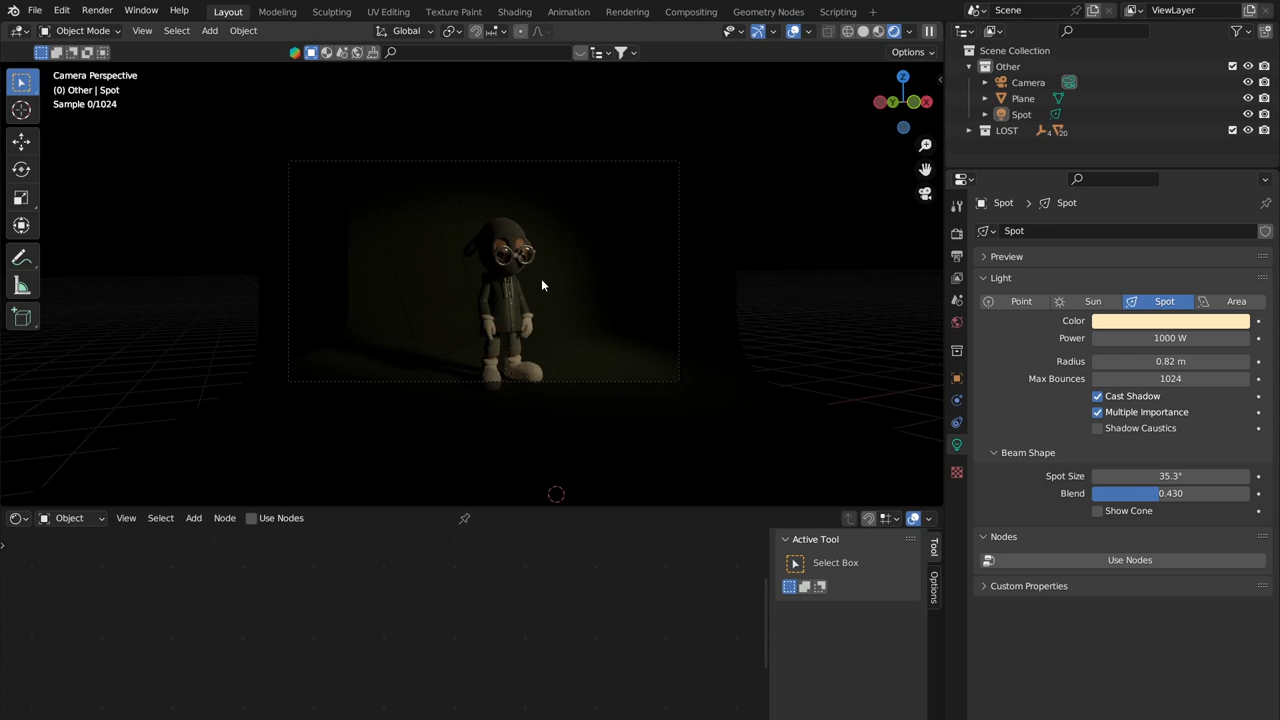 File Edit Render Window Help Layout Modeling Sculpting UV Editing Texture Paint Shading Animation Rendering Compositing Geometry Nodes Scripting + Scene ViewLayer
Object Mode View Select Add Object Global
Options
Camera Perspective
(0) Other | Spot
Sample 0/1024
Z
Y
X
Scene Collection
Other
Camera
Plane
Spot
LOST 4 20
Spot > Spot
Spot
Preview
Light
Point Sun Spot Area
Color
Power 1000 W
Radius 0.82 m
Max Bounces 1024
Cast Shadow
Multiple Importance
Shadow Caustics
Beam Shape
Spot Size 35.3°
Blend 0.430
Show Cone
Nodes
Use Nodes
Custom Properties
Object View Select Add Node Use Nodes
Active Tool
Select Box
Tool
Options